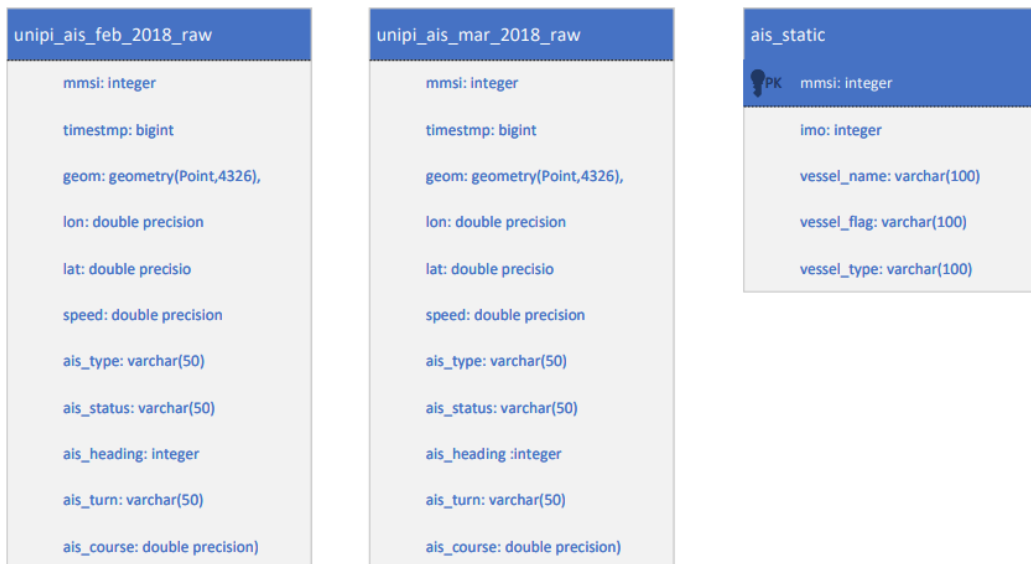 unipi_ais_feb_2018_raw
mmsi: integer
timestmp: bigint
geom: geometry(Point,4326),
lon: double precision
lat: double precisio
speed: double precision
ais_type: varchar(50)
ais_status: varchar(50)
ais_heading: integer
ais_turn: varchar(50)
ais_course: double precision)
unipi_ais_mar_2018_raw
mmsi: integer
timestmp: bigint
geom: geometry(Point,4326),
lon: double precision
lat: double precisio
speed: double precision
ais_type: varchar(50)
ais_status: varchar(50)
ais_heading :integer
ais_turn: varchar(50)
ais_course: double precision)
ais_static
PK mmsi: integer
imo: integer
vessel_name: varchar(100)
vessel_flag: varchar(100)
vessel_type: varchar(100)